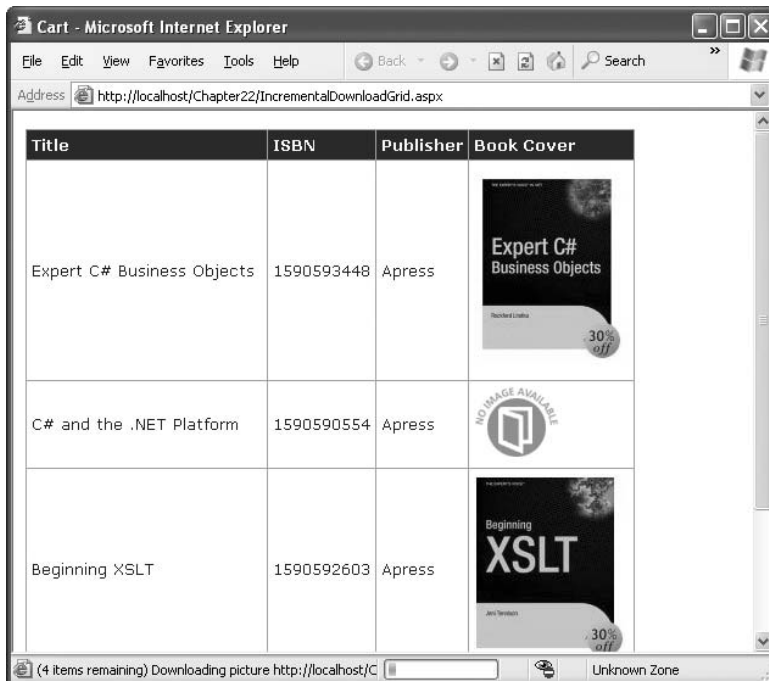 Cart - Microsoft Internet Explorer
File Edit View Favorites Tools Help Back Search »
Address http://localhost/Chapter22/IncrementalDownloadGrid.aspx
Title ISBN Publisher Book Cover
Expert C#
Business Objects
30%
off
Expert C# Business Objects 1590593448 Apress
NO IMAGE AVAILABLE
C# and the .NET Platform 1590590554 Apress
Beginning
XSLT
Jeni Tennison
30%
off
Beginning XSLT 1590592603 Apress
(4 items remaining) Downloading picture http://localhost/C Unknown Zone